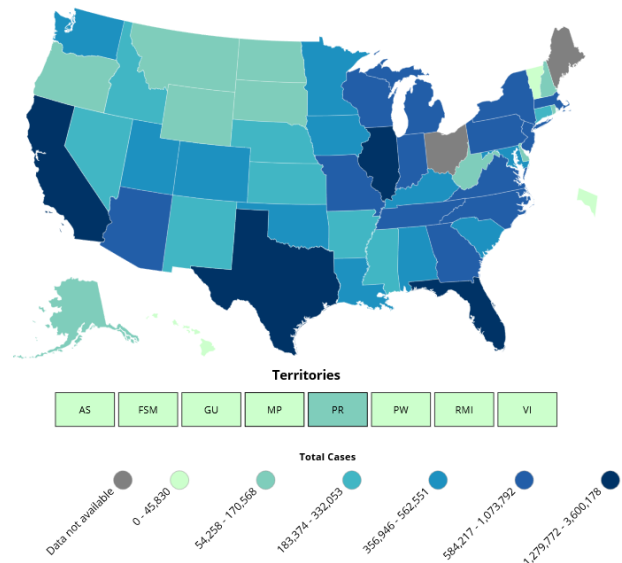 Territories
AS FSM GU MP PR PW RMI VI
Total Cases
Data not available
0 - 45,830
54,258 - 170,568
183,374 - 332,053
356,946 - 562,551
584,217 - 1,073,792
1,279,772 - 3,600,178